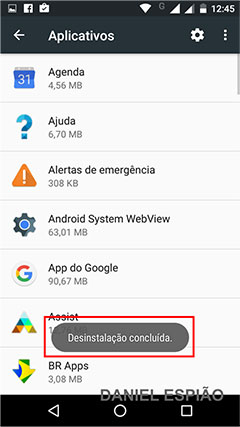 12:45
Aplicativos
31
Agenda
4,56 MB
Ajuda
6,70 MB
Alertas de emergência
308 KB
Android System WebView
63,01 MB
App do Google
90,67 MB
Assist
Desinstalação concluída.
BR Apps
3,08 MB
DANIEL ESPIÃO